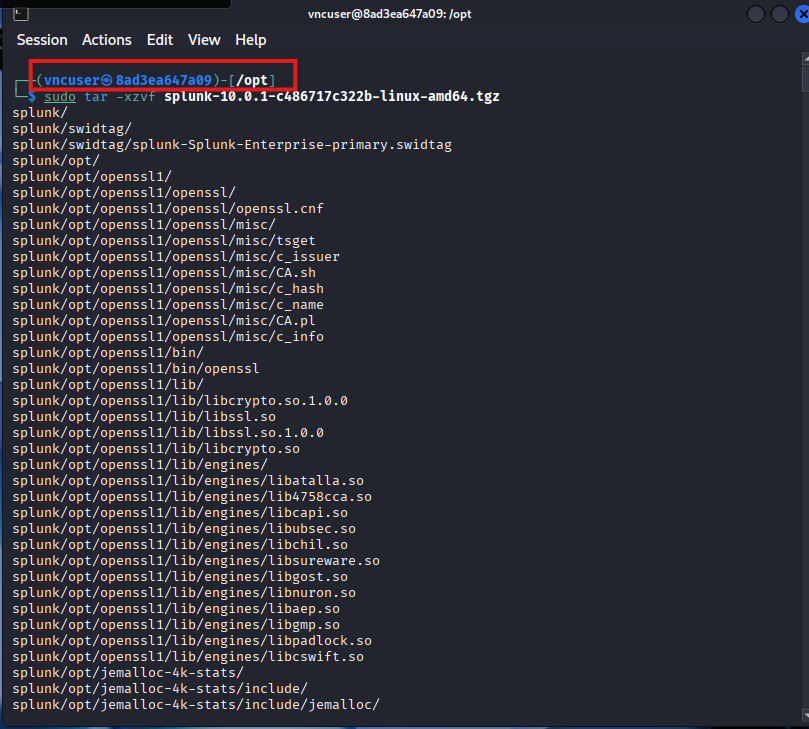 vncuser@8ad3ea647a09: /opt
Session Actions Edit View Help
┌──(vncuser㉿8ad3ea647a09)-[/opt]
└─$ sudo tar -xzvf splunk-10.0.1-c486717c322b-linux-amd64.tgz
splunk/
splunk/swidtag/
splunk/swidtag/splunk-Splunk-Enterprise-primary.swidtag
splunk/opt/
splunk/opt/openssl1/
splunk/opt/openssl1/openssl/
splunk/opt/openssl1/openssl/openssl.cnf
splunk/opt/openssl1/openssl/misc/
splunk/opt/openssl1/openssl/misc/tsget
splunk/opt/openssl1/openssl/misc/c_issuer
splunk/opt/openssl1/openssl/misc/CA.sh
splunk/opt/openssl1/openssl/misc/c_hash
splunk/opt/openssl1/openssl/misc/c_name
splunk/opt/openssl1/openssl/misc/CA.pl
splunk/opt/openssl1/openssl/misc/c_info
splunk/opt/openssl1/bin/
splunk/opt/openssl1/bin/openssl
splunk/opt/openssl1/lib/
splunk/opt/openssl1/lib/libcrypto.so.1.0.0
splunk/opt/openssl1/lib/libssl.so
splunk/opt/openssl1/lib/libssl.so.1.0.0
splunk/opt/openssl1/lib/libcrypto.so
splunk/opt/openssl1/lib/engines/
splunk/opt/openssl1/lib/engines/libatalla.so
splunk/opt/openssl1/lib/engines/lib4758cca.so
splunk/opt/openssl1/lib/engines/libcapi.so
splunk/opt/openssl1/lib/engines/libubsec.so
splunk/opt/openssl1/lib/engines/libchil.so
splunk/opt/openssl1/lib/engines/libsureware.so
splunk/opt/openssl1/lib/engines/libgost.so
splunk/opt/openssl1/lib/engines/libnuron.so
splunk/opt/openssl1/lib/engines/libaep.so
splunk/opt/openssl1/lib/engines/libgmp.so
splunk/opt/openssl1/lib/engines/libpadlock.so
splunk/opt/openssl1/lib/engines/libcswift.so
splunk/opt/jemalloc-4k-stats/
splunk/opt/jemalloc-4k-stats/include/
splunk/opt/jemalloc-4k-stats/include/jemalloc/